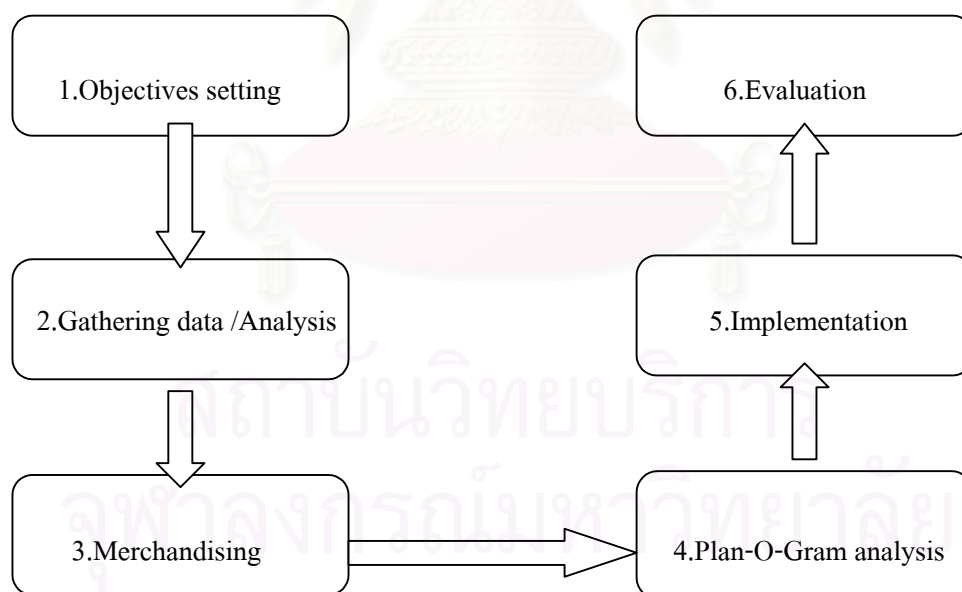 1.Objectives setting
6.Evaluation
2.Gathering data /Analysis
5.Implementation
3.Merchandising
4.Plan-O-Gram analysis
สถาบันวิทยบริการ
จุฬาลงกรณ์มหาวิทยาลัย